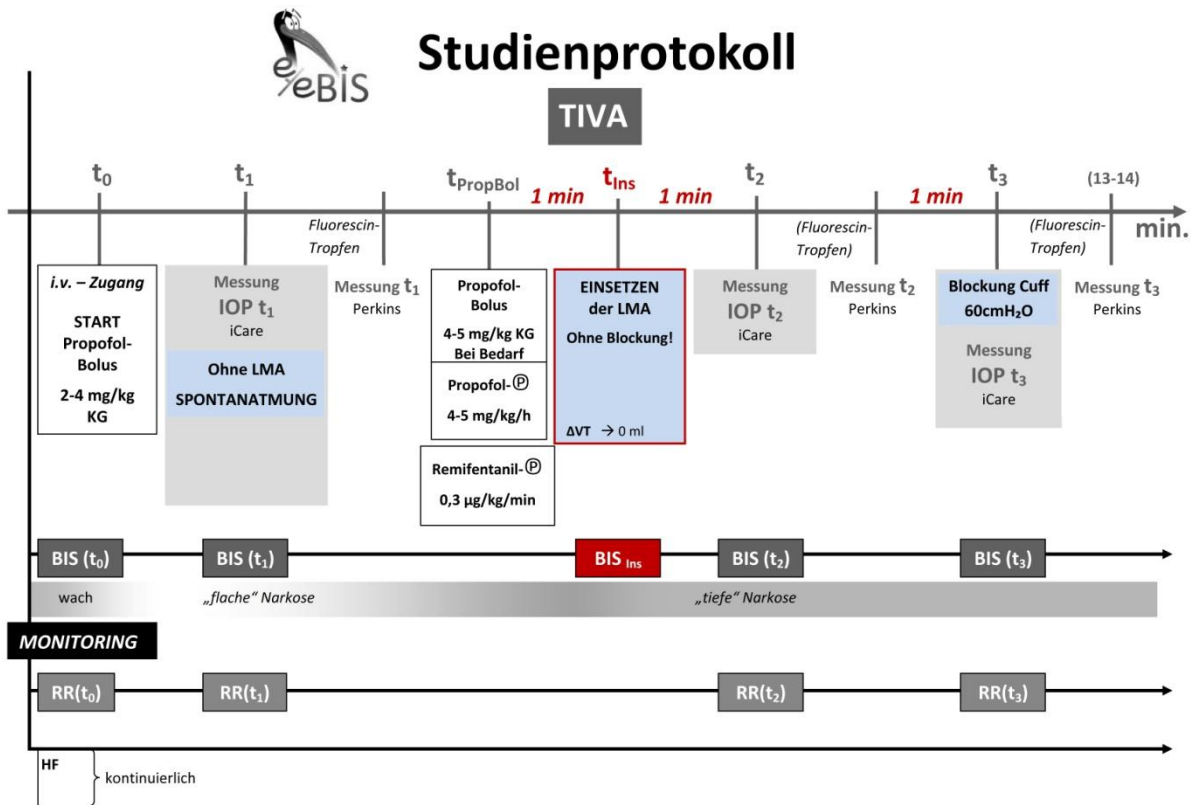 eyeBIS
Studienprotokoll
TIVA
t0
t1
tPropBol
1 min
tIns
1 min
t2
1 min
t3
(13-14)
min.
Fluorescin-
Tropfen
(Fluorescin-
Tropfen)
(Fluorescin-
Tropfen)
i.v. – Zugang
START
Propofol-
Bolus
2-4 mg/kg
KG
Messung
IOP t1
iCare
Ohne LMA
SPONTANATMUNG
Messung t1
Perkins
Propofol-
Bolus
4-5 mg/kg KG
Bei Bedarf
Propofol-Ⓟ
4-5 mg/kg/h
Remifentanil-Ⓟ
0,3 µg/kg/min
EINSETZEN
der LMA
Ohne Blockung!
ΔVT → 0 ml
Messung
IOP t2
iCare
Messung t2
Perkins
Blockung Cuff
60cmH₂O
Messung
IOP t3
iCare
Messung t3
Perkins
BIS (t0)
BIS (t1)
BIS Ins
BIS (t2)
BIS (t3)
wach
„flache“ Narkose
„tiefe“ Narkose
MONITORING
RR(t0)
RR(t1)
RR(t2)
RR(t3)
HF
kontinuierlich